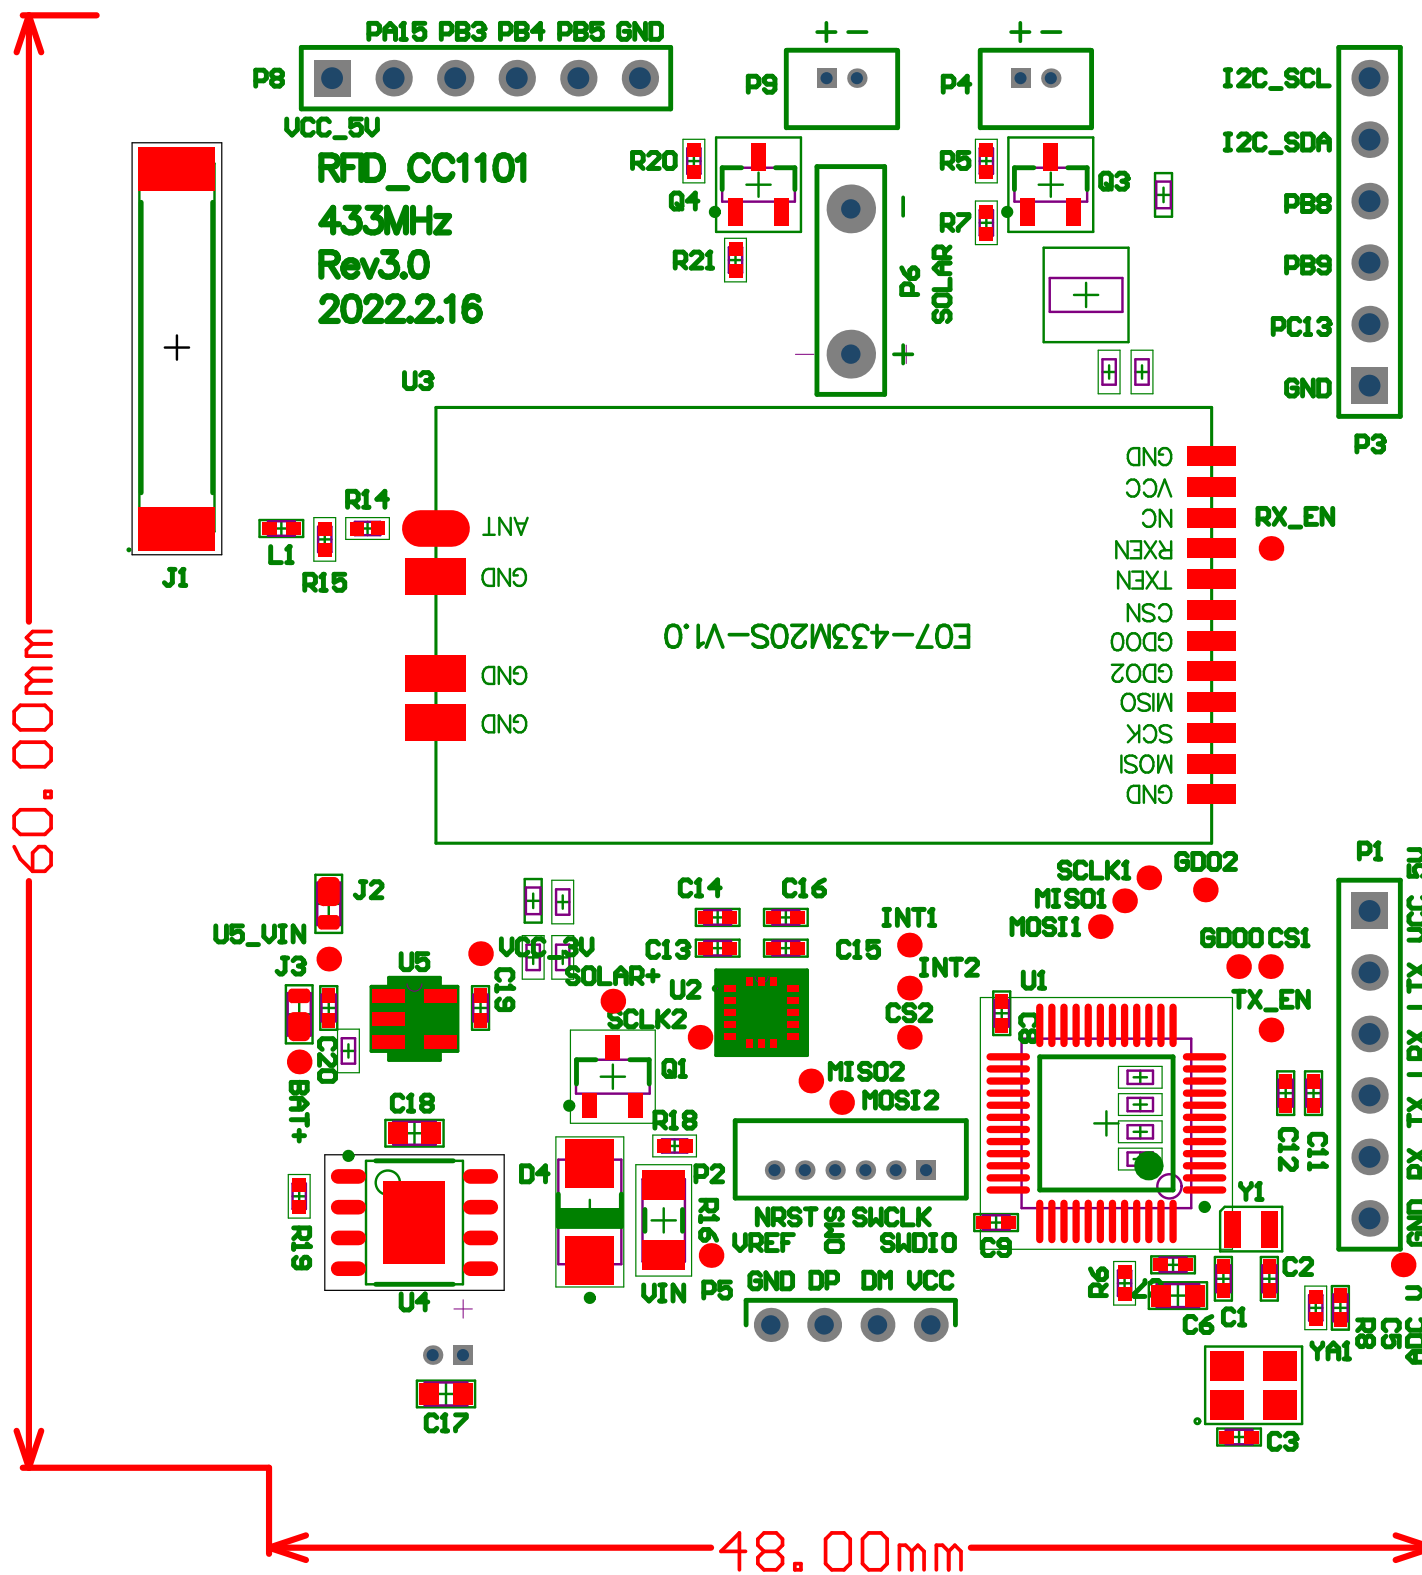 PA15 PB3 PB4 PB5 GND
+ −
+ −
P8
P9
P4
I2C_SCL
VCC_5V
RFID_CC1101
433MHz
Rev3.0
2022.2.16
R20
Q4
R21
R5
Q3
R7
I2C_SDA
PB8
PB9
PC13
GND
P3
−
P6
SOLAR
+
U3
GND
VCC
NC
RXEN
TXEN
CSN
GDO0
GDO2
MISO
SCK
MOSI
GND
RX_EN
R14
ANT
L1
R15
J1
GND
E07-433M20S-V1.0
GND
GND
60.00mm
J2
U5_VIN
J3
U5
C19
VCC_3V
SOLAR+
C14
C16
C13
C15
U2
SCLK2
INT1
INT2
CS2
SCLK1
MISO1
MOSI1
GDO2
GDO0 CS1
TX_EN
P1
U1
C8
C20
BAT+
C18
Q1
R18
MISO2
MOSI2
D4
P2
R16
R19
U4
VIN
NRST
SWO
SWCLK
VREF
SWDIO
P5
GND DP DM VCC
C12
C11
Y1
C9
R6
C7
C6
C1
C2
YA1
R8
C5
C3
C17
48.00mm